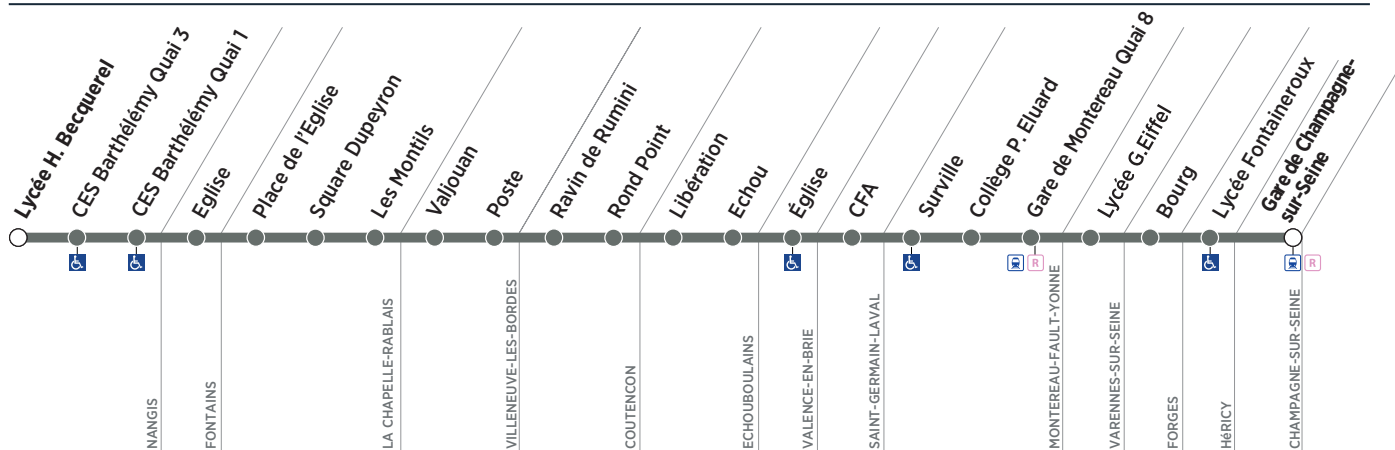 Lycée H. Becquerel
CES Barthélémy Quai 3
CES Barthélémy Quai 1
Eglise
Place de l'Eglise
Square Dupeyron
Les Montils
Valjouan
Poste
Ravin de Rumini
Rond Point
Libération
Echou
Église
CFA
Surville
Collège P. Eluard
Gare de Montereau Quai 8
Lycée G.Eiffel
Bourg
Lycée Fontaineroux
Gare de Champagne-
sur-Seine
R
R
NANGIS
FONTAINS
LA CHAPELLE-RABLAIS
VILLENEUVE-LES-BORDES
COUTENCON
ECHOUBOULAINS
VALENCE-EN-BRIE
SAINT-GERMAIN-LAVAL
MONTEREAU-FAULT-YONNE
VARENNES-SUR-SEINE
FORGES
HéRICY
CHAMPAGNE-SUR-SEINE